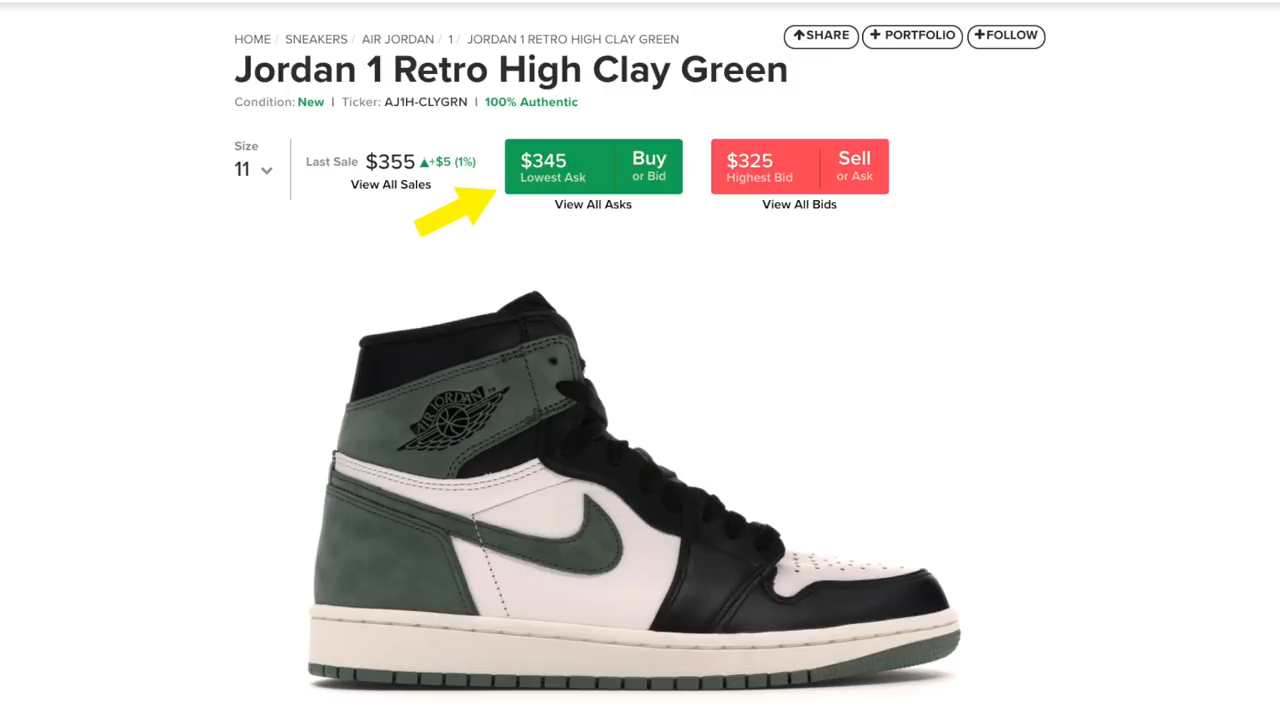 HOME / SNEAKERS / AIR JORDAN / 1 / JORDAN 1 RETRO HIGH CLAY GREEN
SHARE
+ PORTFOLIO
+FOLLOW
Jordan 1 Retro High Clay Green
Condition: New | Ticker: AJ1H-CLYGRN | 100% Authentic
Size
11
Last Sale $355 ▲+$5 (1%)
View All Sales
$345
Lowest Ask
Buy
or Bid
View All Asks
$325
Highest Bid
Sell
or Ask
View All Bids
AIR JORDAN